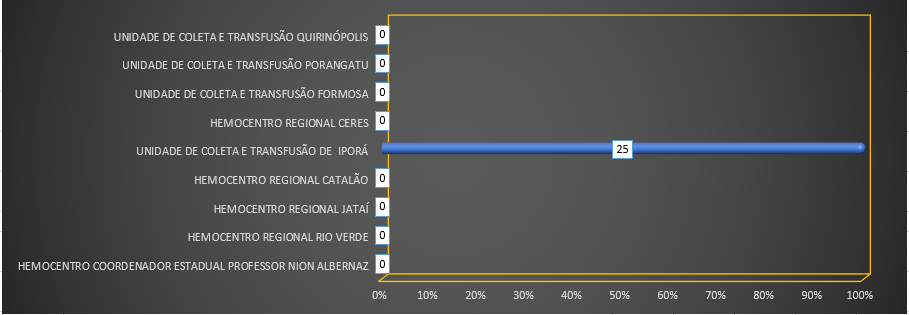 UNIDADE DE COLETA E TRANSFUSÃO QUIRINÓPOLIS 0
UNIDADE DE COLETA E TRANSFUSÃO PORANGATU 0
UNIDADE DE COLETA E TRANSFUSÃO FORMOSA 0
HEMOCENTRO REGIONAL CERES 0
UNIDADE DE COLETA E TRANSFUSÃO DE IPORÁ 25
HEMOCENTRO REGIONAL CATALÃO 0
HEMOCENTRO REGIONAL JATAÍ 0
HEMOCENTRO REGIONAL RIO VERDE 0
HEMOCENTRO COORDENADOR ESTADUAL PROFESSOR NION ALBERNAZ 0
0% 10% 20% 30% 40% 50% 60% 70% 80% 90% 100%